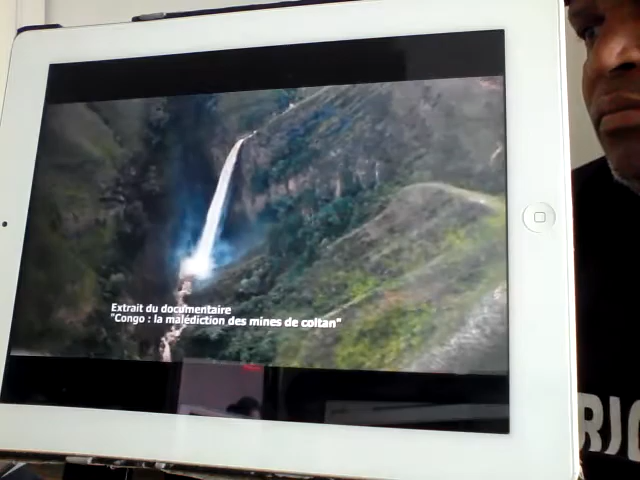 Extrait du documentaire
"Congo : la malédiction des mines de coltan"